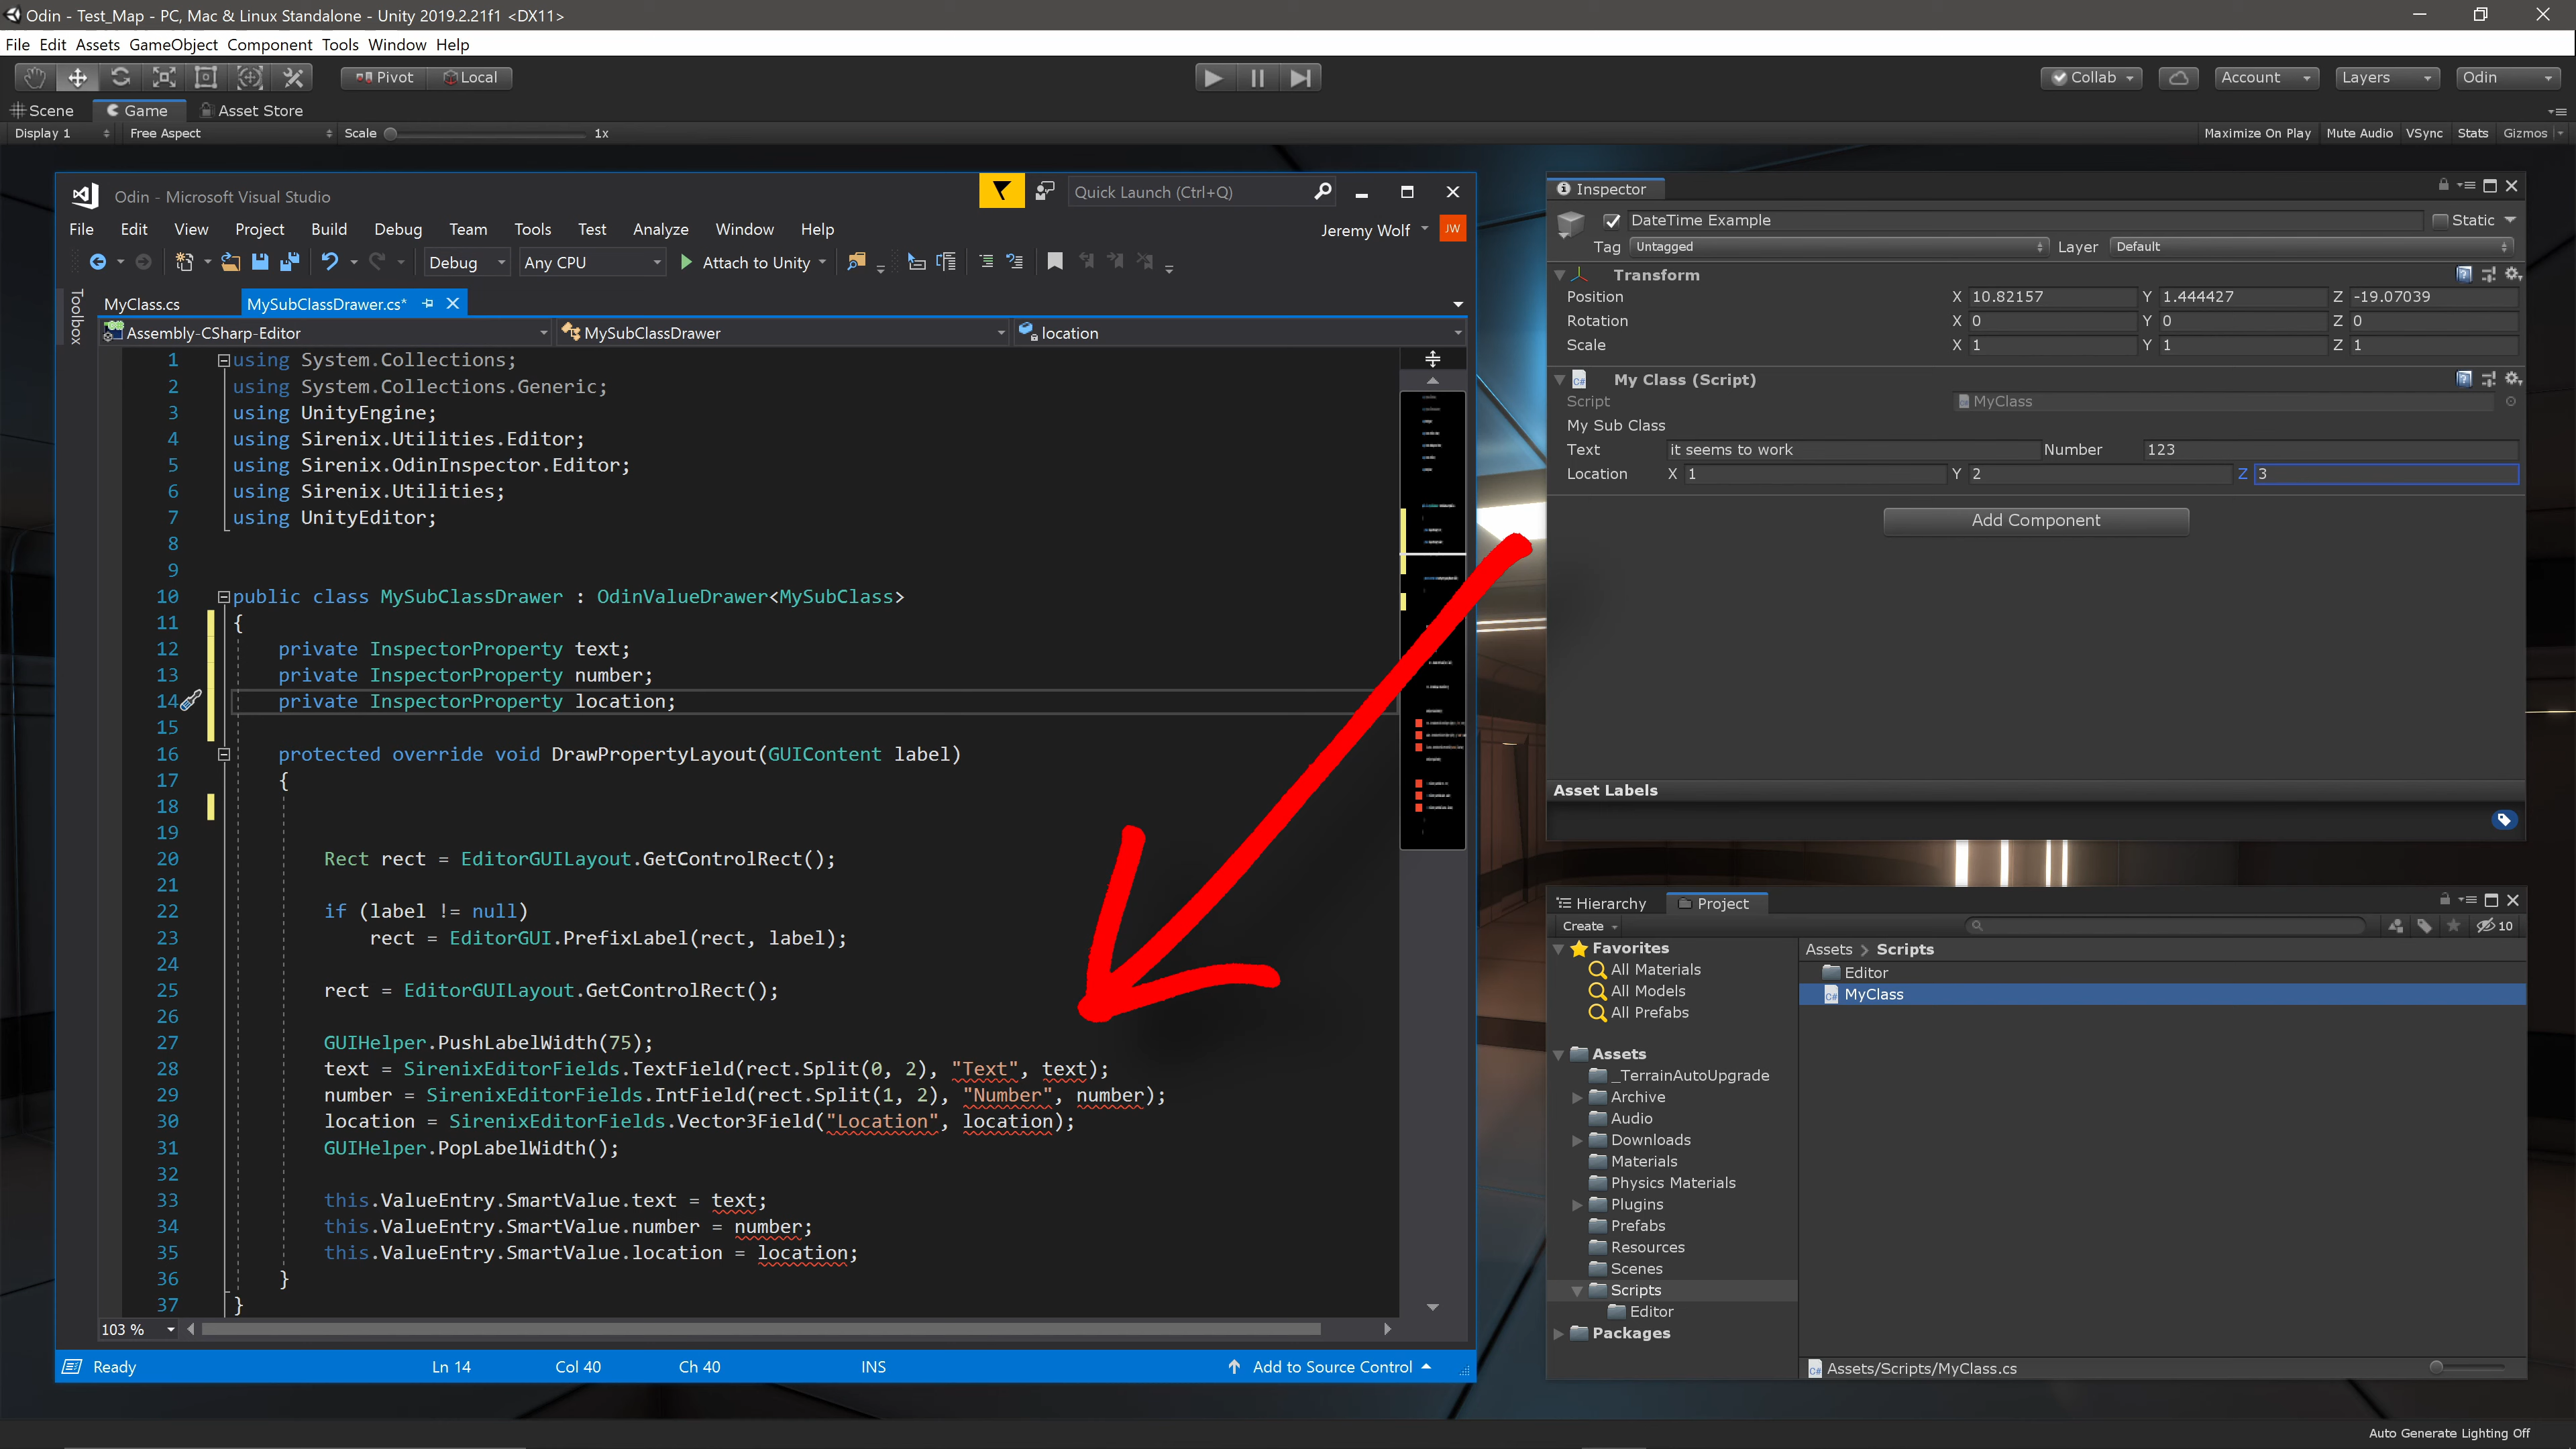 Odin - Test_Map - PC, Mac & Linux Standalone - Unity 2019.2.21f1 <DX11>
File Edit Assets GameObject Component Tools Window Help
Pivot Local
Collab Account Layers Odin
Scene Game Asset Store
Display 1 Free Aspect Scale 1x
Maximize On Play Mute Audio VSync Stats Gizmos
Odin - Microsoft Visual Studio
Quick Launch (Ctrl+Q)
File Edit View Project Build Debug Team Tools Test Analyze Window Help
Jeremy Wolf JW
Debug Any CPU Attach to Unity
Toolbox
MyClass.cs MySubClassDrawer.cs*
Assembly-CSharp-Editor MySubClassDrawer location
1 using System.Collections;
2 using System.Collections.Generic;
3 using UnityEngine;
4 using Sirenix.Utilities.Editor;
5 using Sirenix.OdinInspector.Editor;
6 using Sirenix.Utilities;
7 using UnityEditor;
8
9
10 public class MySubClassDrawer : OdinValueDrawer<MySubClass>
11 {
12 private InspectorProperty text;
13 private InspectorProperty number;
14 private InspectorProperty location;
15
16 protected override void DrawPropertyLayout(GUIContent label)
17 {
18
19
20 Rect rect = EditorGUILayout.GetControlRect();
21
22 if (label != null)
23 rect = EditorGUI.PrefixLabel(rect, label);
24
25 rect = EditorGUILayout.GetControlRect();
26
27 GUIHelper.PushLabelWidth(75);
28 text = SirenixEditorFields.TextField(rect.Split(0, 2), "Text", text);
29 number = SirenixEditorFields.IntField(rect.Split(1, 2), "Number", number);
30 location = SirenixEditorFields.Vector3Field("Location", location);
31 GUIHelper.PopLabelWidth();
32
33 this.ValueEntry.SmartValue.text = text;
34 this.ValueEntry.SmartValue.number = number;
35 this.ValueEntry.SmartValue.location = location;
36 }
37 }
103 %
Ready Ln 14 Col 40 Ch 40 INS Add to Source Control
Inspector
DateTime Example Static
Tag Untagged Layer Default
Transform
Position X 10.82157 Y 1.444427 Z -19.07039
Rotation X 0 Y 0 Z 0
Scale X 1 Y 1 Z 1
C# My Class (Script)
Script MyClass
My Sub Class
Text it seems to work Number 123
Location X 1 Y 2 Z 3
Add Component
Asset Labels
Hierarchy Project
Create 10
Favorites
All Materials
All Models
All Prefabs
Assets
_TerrainAutoUpgrade
Archive
Audio
Downloads
Materials
Physics Materials
Plugins
Prefabs
Resources
Scenes
Scripts
Editor
Packages
Assets > Scripts
Editor
C# MyClass
C# Assets/Scripts/MyClass.cs
Auto Generate Lighting Off